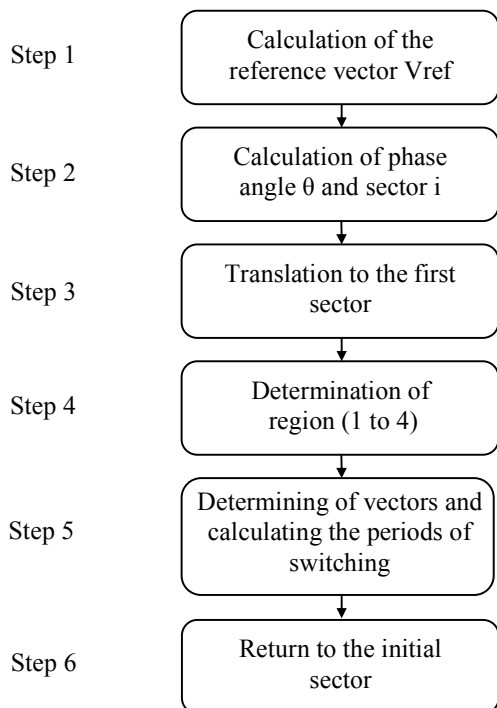 Step 1
Calculation of the
reference vector Vref
Step 2
Calculation of phase
angle θ and sector i
Step 3
Translation to the first
sector
Step 4
Determination of
region (1 to 4)
Step 5
Determining of vectors and
calculating the periods of
switching
Step 6
Return to the initial
sector